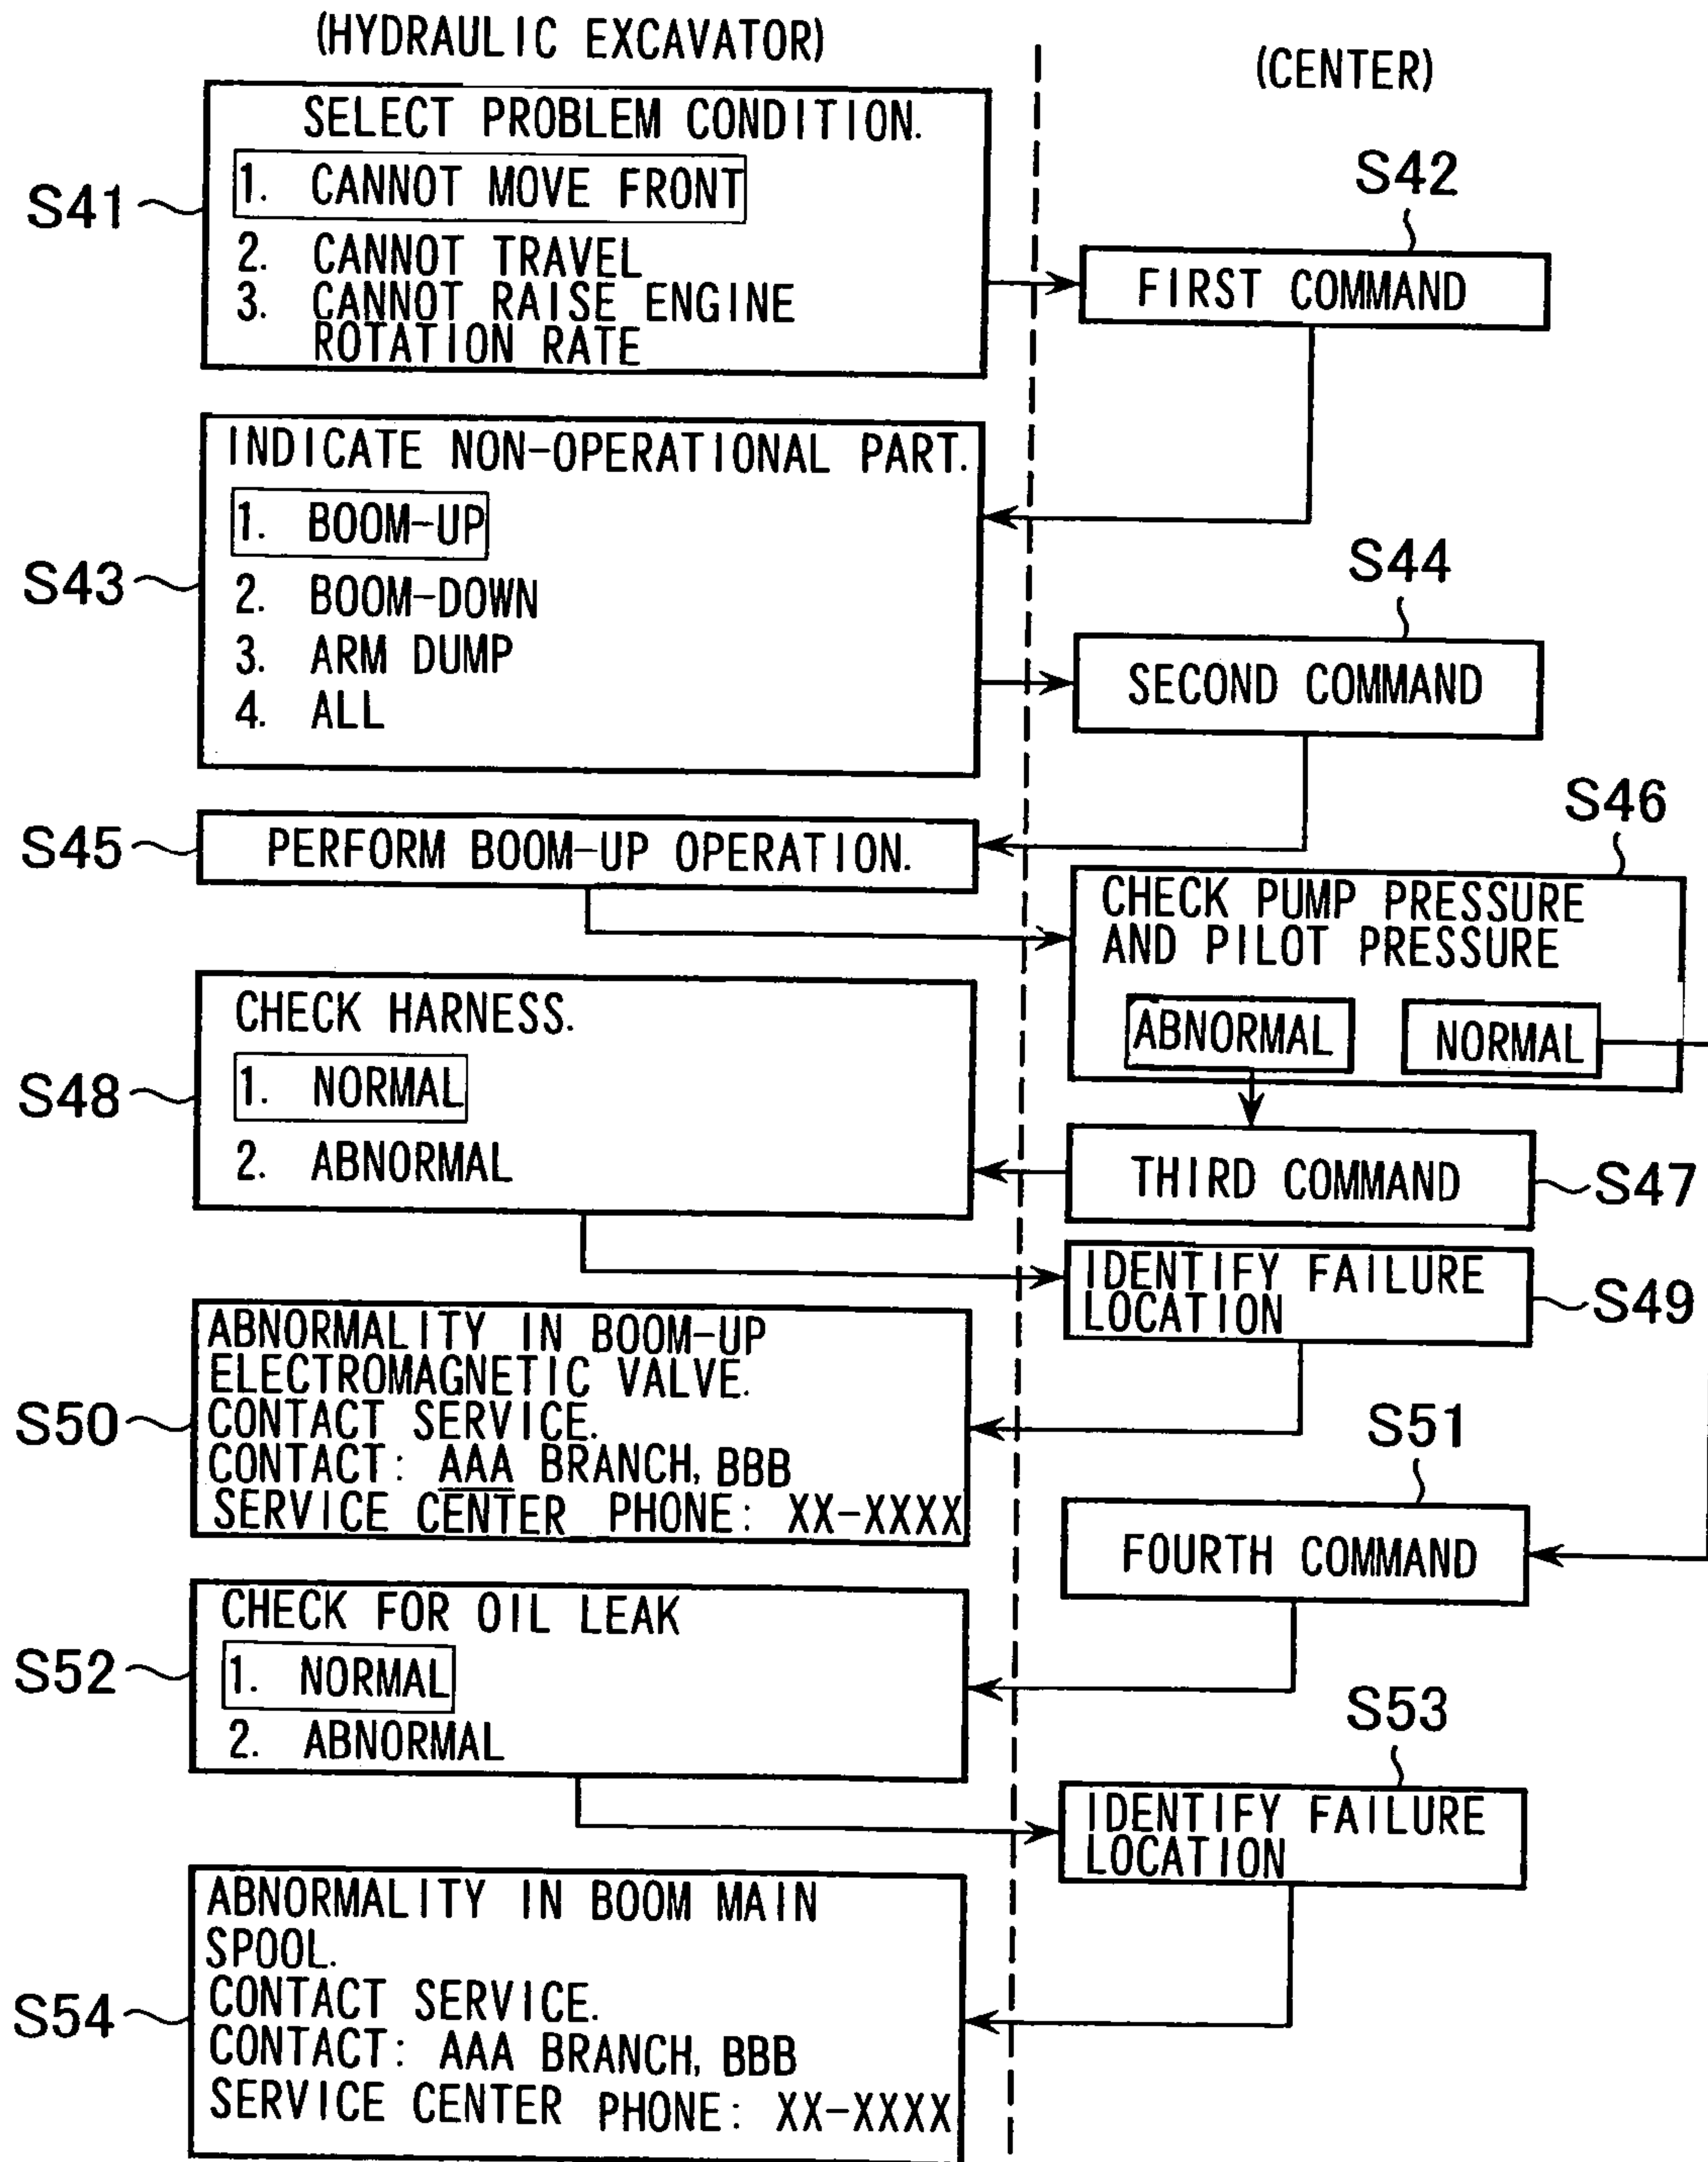 (HYDRAULIC EXCAVATOR)
(CENTER)
S41
SELECT PROBLEM CONDITION.
1. CANNOT MOVE FRONT
2. CANNOT TRAVEL
3. CANNOT RAISE ENGINE
ROTATION RATE
S42
FIRST COMMAND
S43
INDICATE NON-OPERATIONAL PART.
1. BOOM-UP
2. BOOM-DOWN
3. ARM DUMP
4. ALL
S44
SECOND COMMAND
S45
PERFORM BOOM-UP OPERATION.
S46
CHECK PUMP PRESSURE
AND PILOT PRESSURE
ABNORMAL
NORMAL
S47
THIRD COMMAND
S48
CHECK HARNESS.
1. NORMAL
2. ABNORMAL
S49
IDENTIFY FAILURE
LOCATION
S50
ABNORMALITY IN BOOM-UP
ELECTROMAGNETIC VALVE.
CONTACT SERVICE.
CONTACT: AAA BRANCH, BBB
SERVICE CENTER PHONE: XX-XXXX
S51
FOURTH COMMAND
S52
CHECK FOR OIL LEAK
1. NORMAL
2. ABNORMAL
S53
IDENTIFY FAILURE
LOCATION
S54
ABNORMALITY IN BOOM MAIN
SPOOL.
CONTACT SERVICE.
CONTACT: AAA BRANCH, BBB
SERVICE CENTER PHONE: XX-XXXX